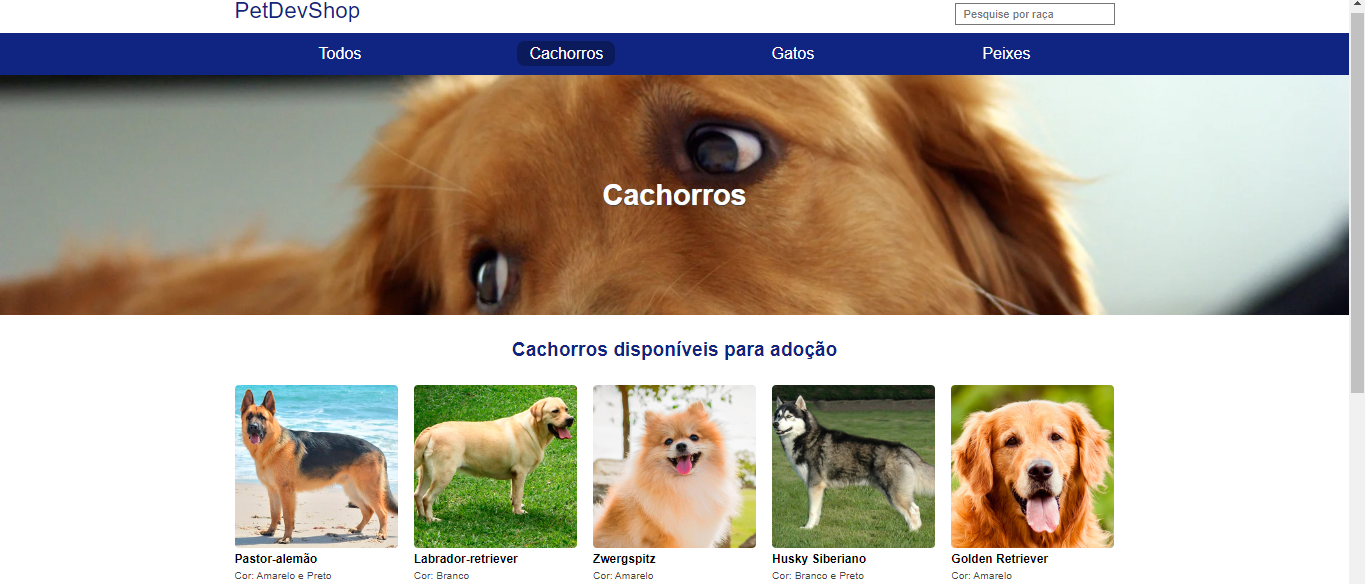 PetDevShop
Pesquise por raça
Todos Cachorros Gatos Peixes
Cachorros
Cachorros disponíveis para adoção
Pastor-alemão Labrador-retriever Zwergspitz Husky Siberiano Golden Retriever
Cor: Amarelo e Preto Cor: Branco Cor: Amarelo Cor: Branco e Preto Cor: Amarelo